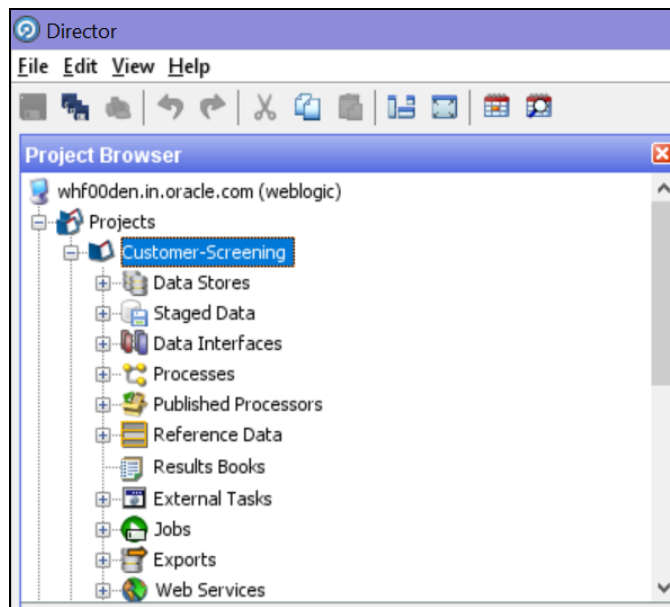 Director
File Edit View Help
Project Browser
whf00den.in.oracle.com (weblogic)
Projects
Customer-Screening
Data Stores
Staged Data
Data Interfaces
Processes
Published Processors
Reference Data
Results Books
External Tasks
Jobs
Exports
Web Services